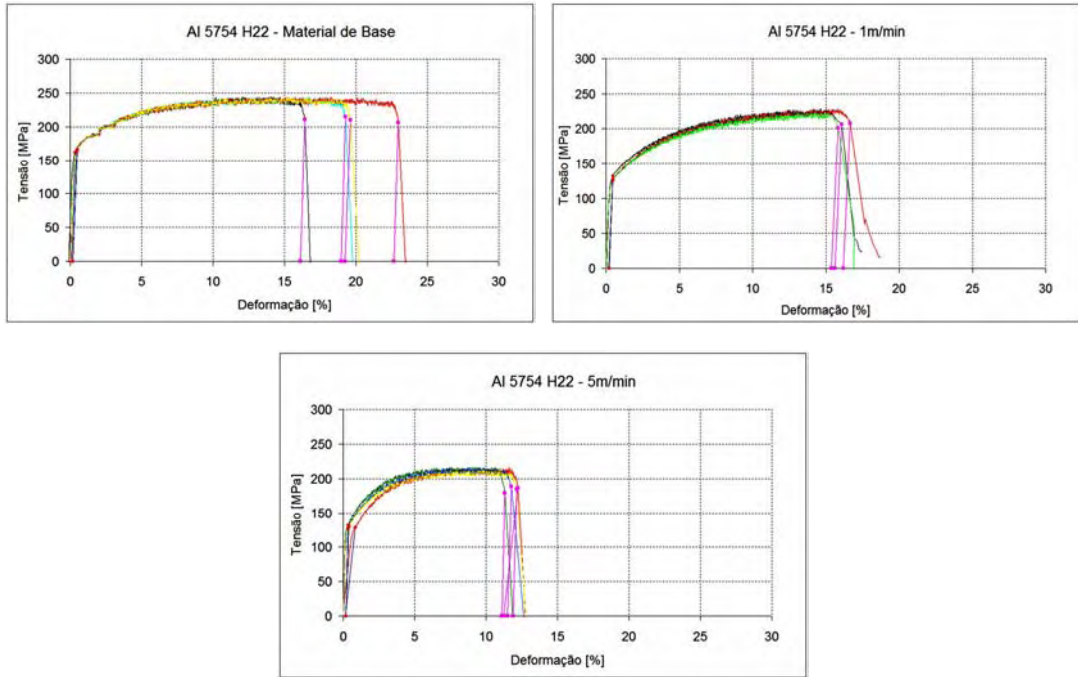 Al 5754 H22 - Material de Base
300
250
200
150
100
50
0
Tensão [MPa]
0 5 10 15 20 25 30
Deformação [%]
Al 5754 H22 - 1m/min
300
250
200
150
100
50
0
Tensão [MPa]
0 5 10 15 20 25 30
Deformação [%]
Al 5754 H22 - 5m/min
300
250
200
150
100
50
0
Tensão [MPa]
0 5 10 15 20 25 30
Deformação [%]